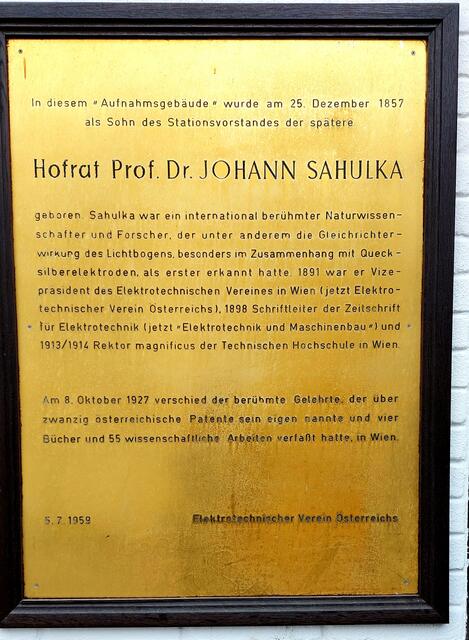 In diesem "Aufnahmsgebäude" wurde am 25. Dezember 1857
als Sohn des Stationsvorstandes der spätere
Hofrat Prof. Dr. JOHANN SAHULKA
geboren. Sahulka war ein international berühmter Naturwissen-
schafter und Forscher, der unter anderem die Gleichrichter-
wirkung des Lichtbogens, besonders im Zusammenhang mit Queck-
silberelektroden, als erster erkannt hatte. 1891 war er Vize-
präsident des Elektrotechnischen Vereines in Wien (jetzt Elektro-
technischer Verein Österreichs), 1898 Schriftleiter der Zeitschrift
für Elektrotechnik (jetzt "Elektrotechnik und Maschinenbau") und
1913/1914 Rektor magnificus der Technischen Hochschule in Wien.
Am 8. Oktober 1927 verschied der berühmte Gelehrte, der über
zwanzig österreichische Patente sein eigen nannte und vier
Bücher und 55 wissenschaftliche Arbeiten verfaßt hatte, in Wien.
5.7.1959 Elektrotechnischer Verein Österreichs